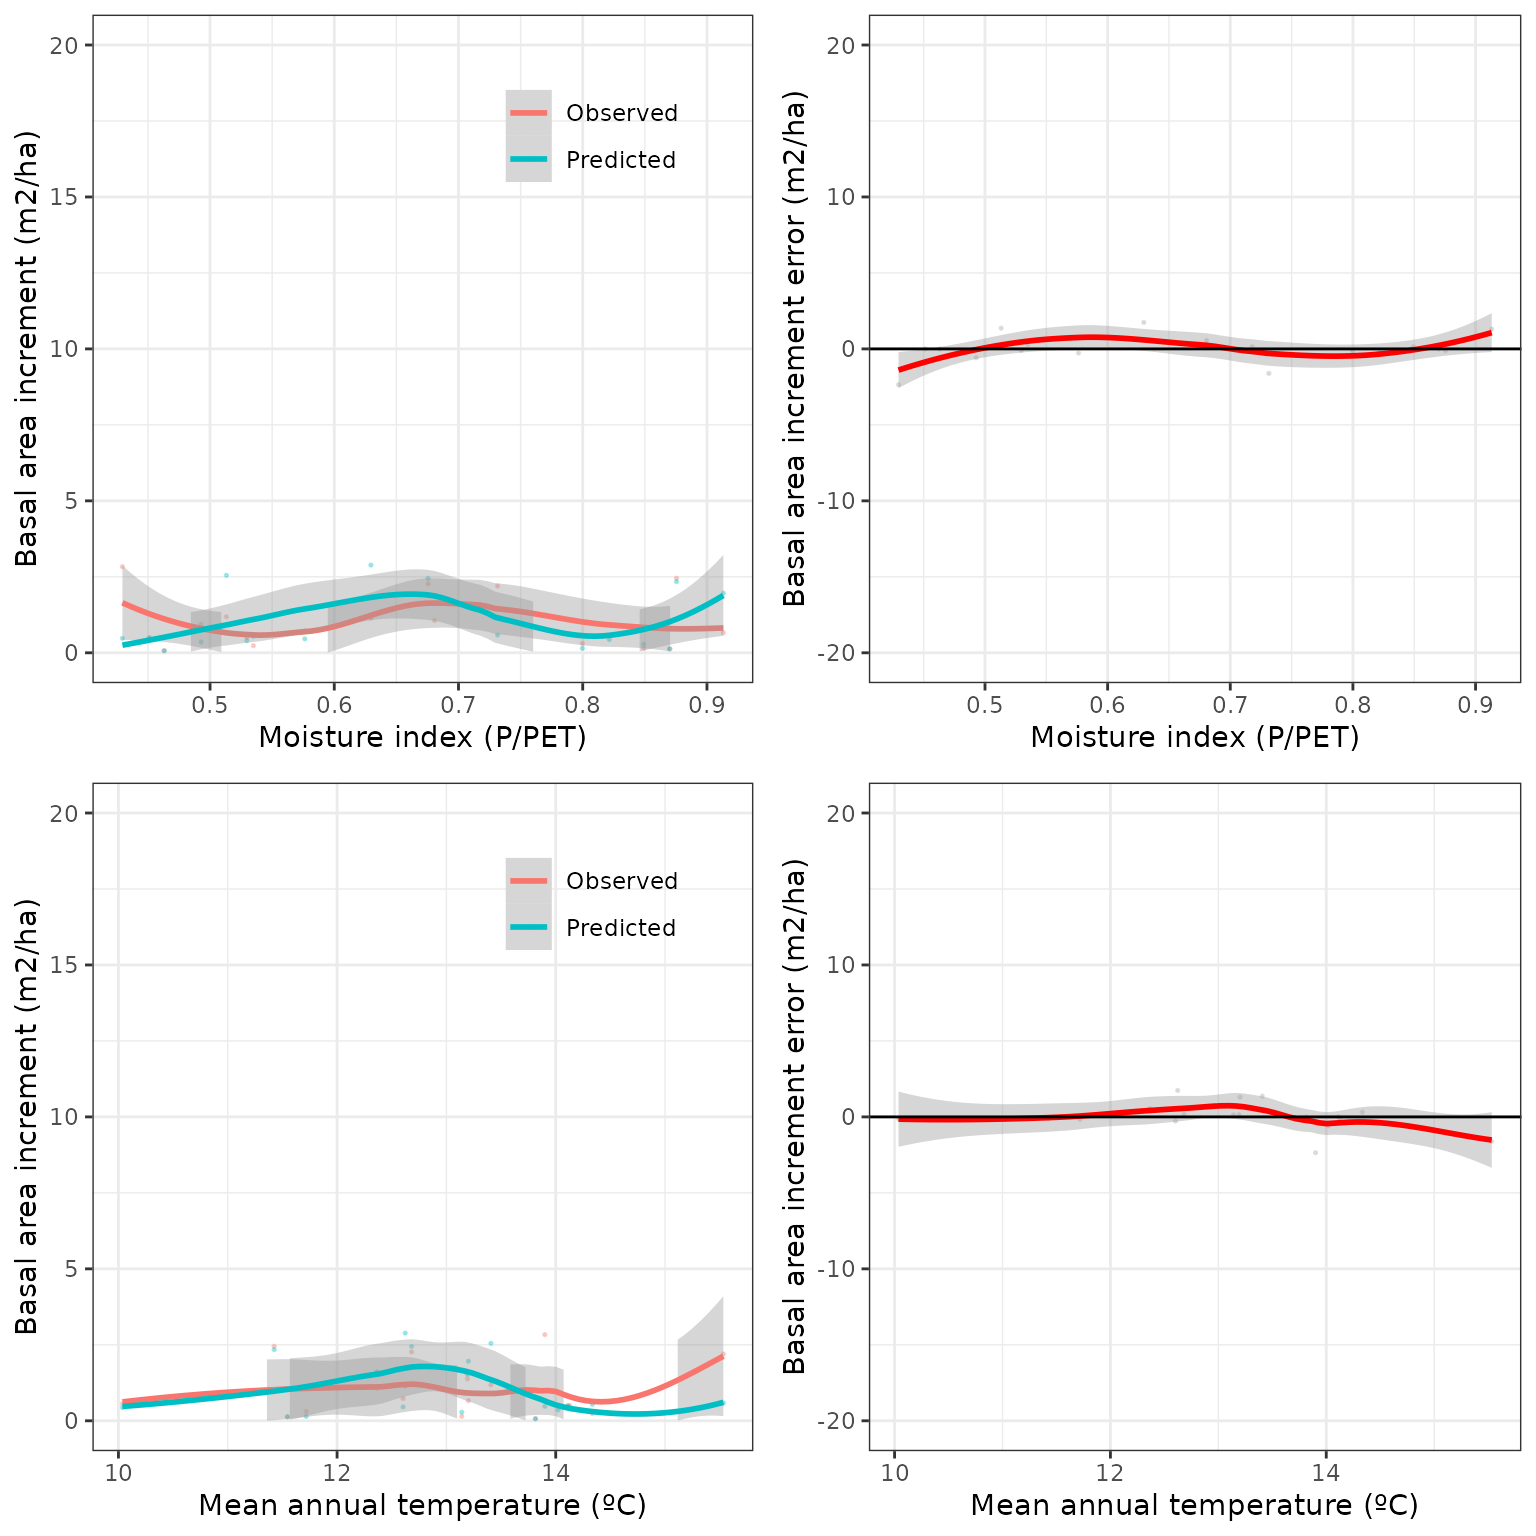 Basal area increment (m2/ha)
20
15
10
5
0
Observed
Predicted
0.5 0.6 0.7 0.8 0.9
Moisture index (P/PET)
Basal area increment error (m2/ha)
20
10
0
-10
-20
0.5 0.6 0.7 0.8 0.9
Moisture index (P/PET)
Basal area increment (m2/ha)
20
15
10
5
0
Observed
Predicted
10 12 14
Mean annual temperature (ºC)
Basal area increment error (m2/ha)
20
10
0
-10
-20
10 12 14
Mean annual temperature (ºC)